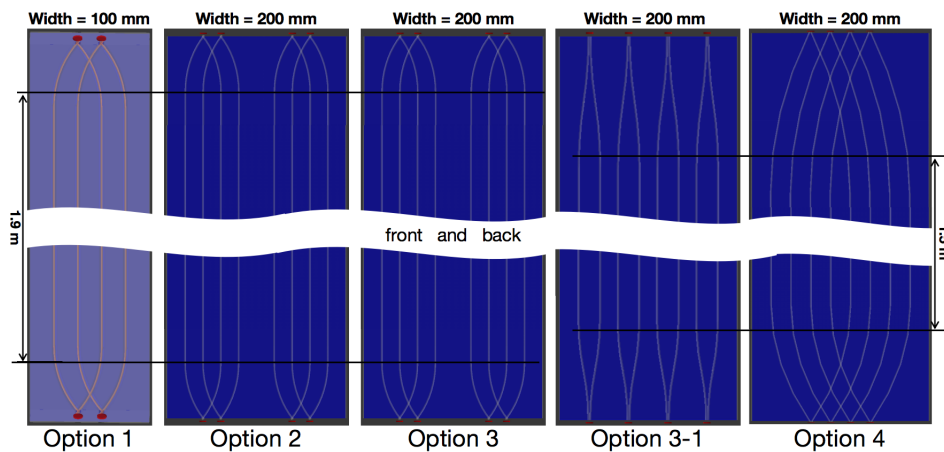 Width = 100 mm
Width = 200 mm
Width = 200 mm
Width = 200 mm
Width = 200 mm
1.9 m
front and back
Option 1
Option 2
Option 3
Option 3-1
Option 4